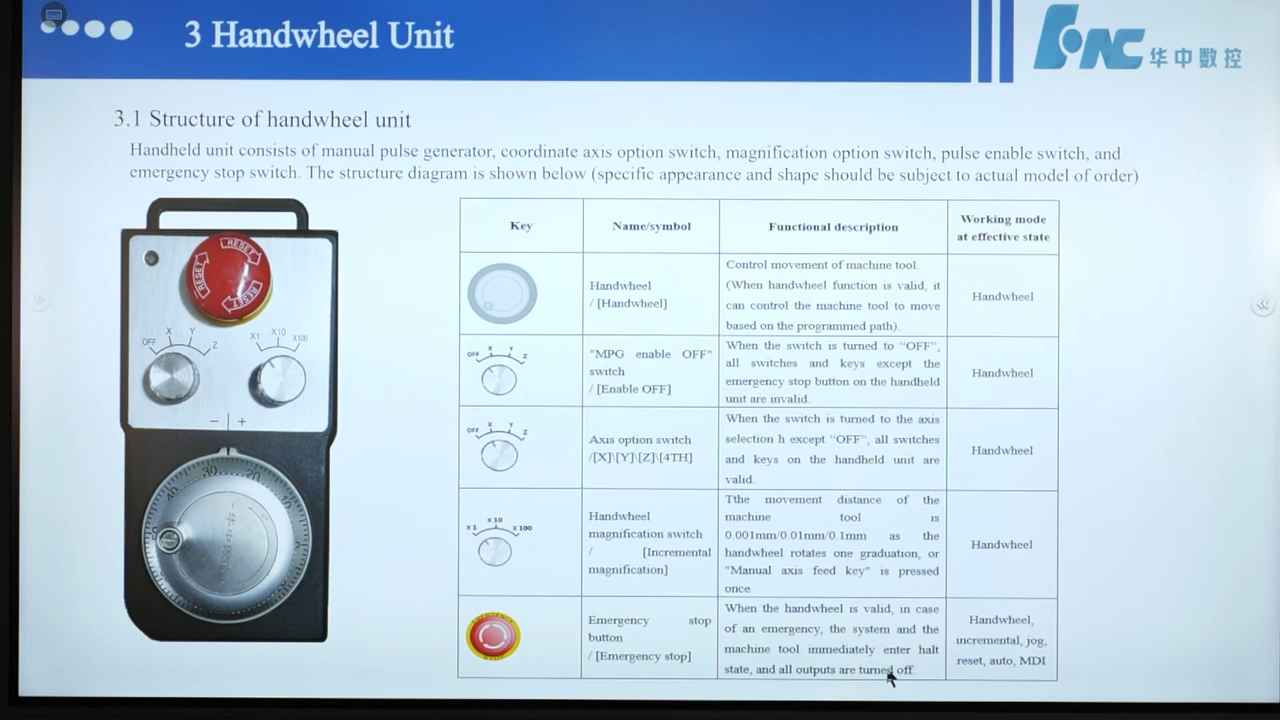 3 Handwheel Unit
HNC 华中数控
3.1 Structure of handwheel unit
Handheld unit consists of manual pulse generator, coordinate axis option switch, magnification option switch, pulse enable switch, and
emergency stop switch. The structure diagram is shown below (specific appearance and shape should be subject to actual model of order)
RESET
RESET
RESET
OFF X Y Z
X1 X10 X100
- | +
Key
Name/symbol
Functional description
Working mode
at effective state
Handwheel
/ [Handwheel]
Control movement of machine tool.
(When handwheel function is valid, it
can control the machine tool to move
based on the programmed path).
Handwheel
OFF X Y Z
"MPG enable OFF"
switch
/ [Enable OFF]
When the switch is turned to "OFF",
all switches and keys except the
emergency stop button on the handheld
unit are invalid.
Handwheel
OFF X Y Z
Axis option switch
/[X]\[Y]\[Z]\[4TH]
When the switch is turned to the axis
selection h except "OFF", all switches
and keys on the handheld unit are
valid.
Handwheel
x1 x10 x100
Handwheel
magnification switch
/ [Incremental
magnification]
Tthe movement distance of the
machine tool is
0.001mm/0.01mm/0.1mm as the
handwheel rotates one graduation, or
"Manual axis feed key" is pressed
once.
Handwheel
Emergency stop
button
/ [Emergency stop]
When the handwheel is valid, in case
of an emergency, the system and the
machine tool immediately enter halt
state, and all outputs are turned off.
Handwheel,
incremental, jog,
reset, auto, MDI